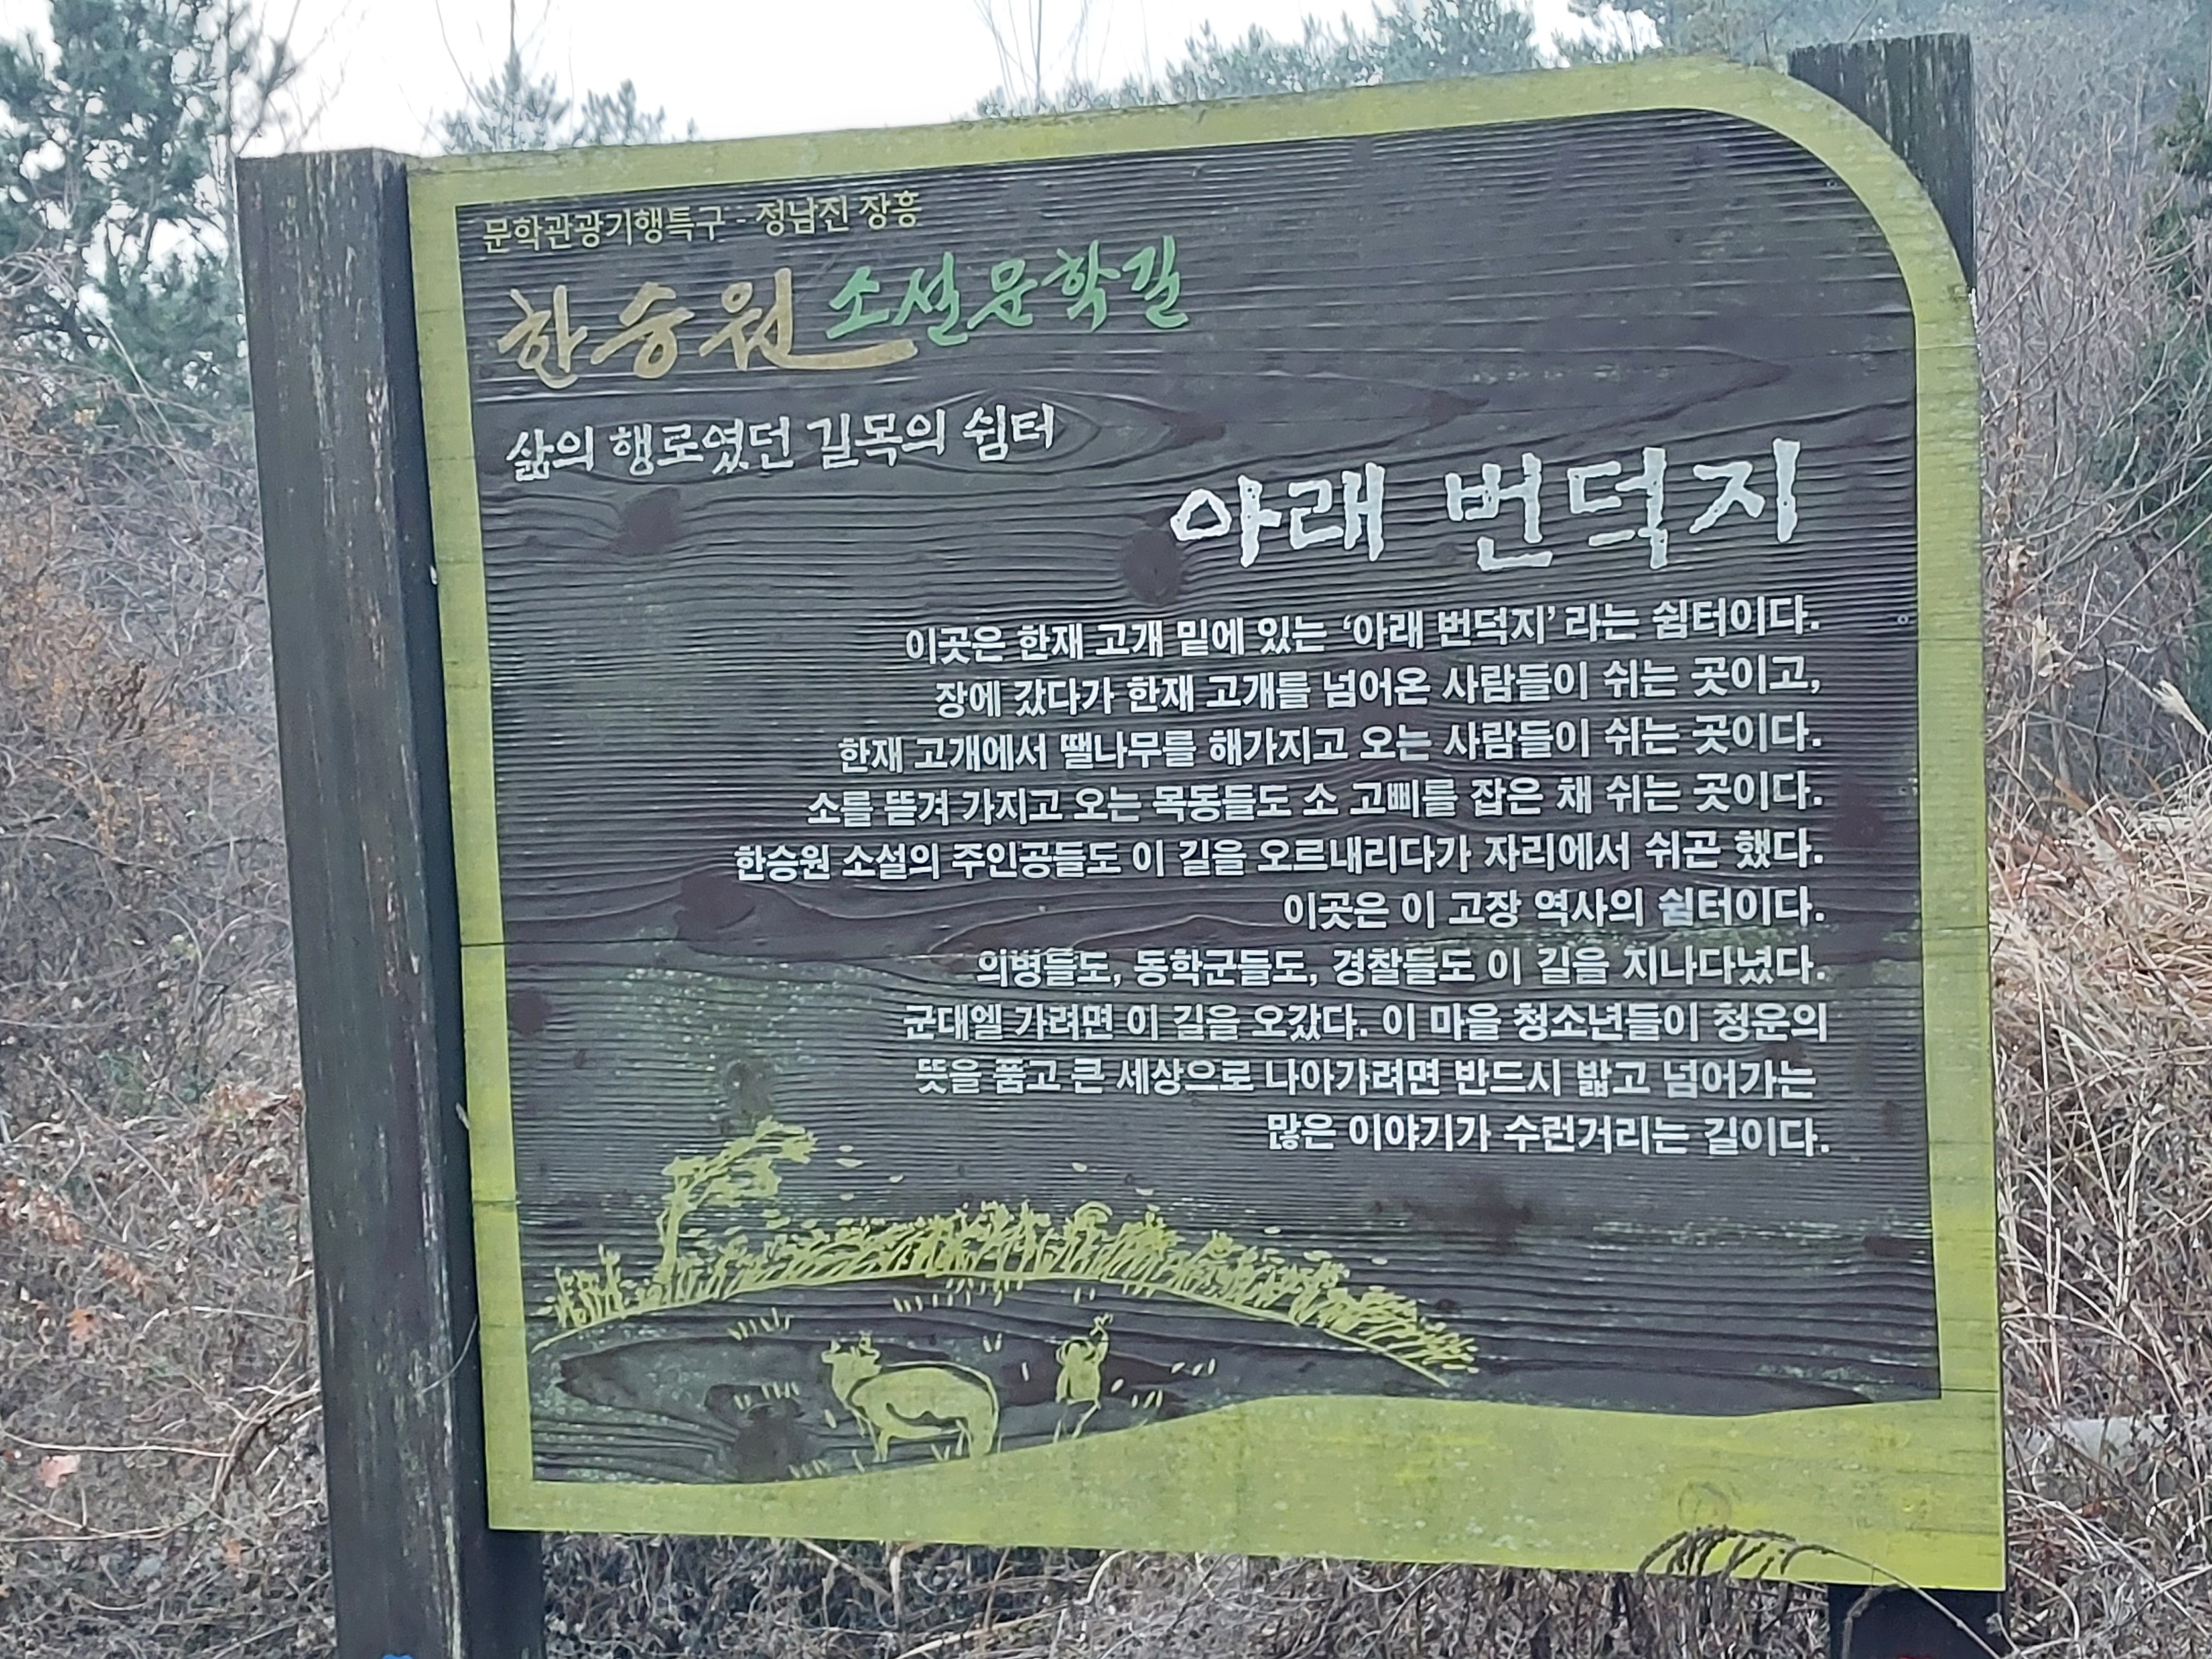 문학관광기행특구 - 정남진 장흥
한승원 소설문학길
삶의 행로였던 길목의 쉼터
아래 번덕지
이곳은 한재 고개 밑에 있는 ‘아래 번덕지’ 라는 쉼터이다.
장에 갔다가 한재 고개를 넘어온 사람들이 쉬는 곳이고,
한재 고개에서 땔나무를 해가지고 오는 사람들이 쉬는 곳이다.
소를 뜯겨 가지고 오는 목동들도 소 고삐를 잡은 채 쉬는 곳이다.
한승원 소설의 주인공들도 이 길을 오르내리다가 자리에서 쉬곤 했다.
이곳은 이 고장 역사의 쉼터이다.
의병들도, 동학군들도, 경찰들도 이 길을 지나다녔다.
군대엘 가려면 이 길을 오갔다. 이 마을 청소년들이 청운의
뜻을 품고 큰 세상으로 나아가려면 반드시 밟고 넘어가는
많은 이야기가 수런거리는 길이다.